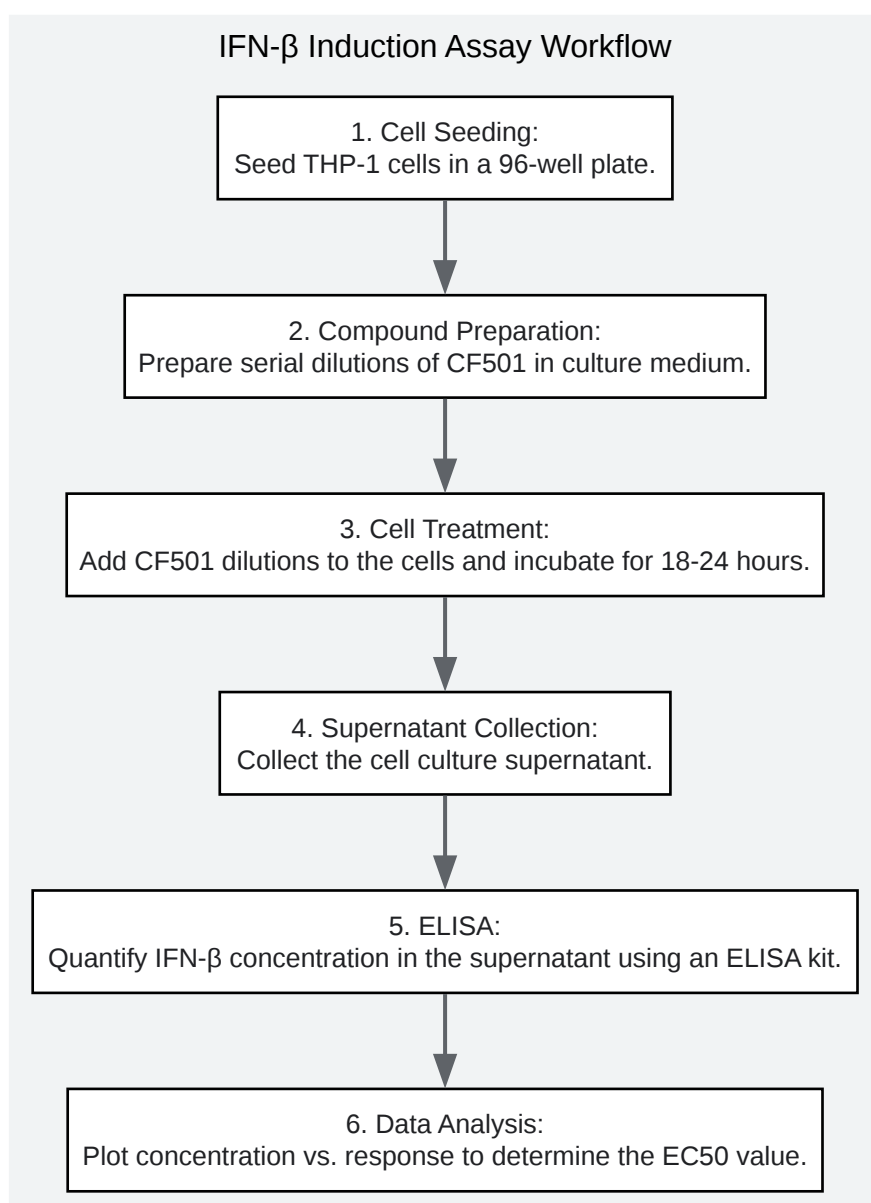 IFN-β Induction Assay Workflow
1. Cell Seeding:
Seed THP-1 cells in a 96-well plate.
2. Compound Preparation:
Prepare serial dilutions of CF501 in culture medium.
3. Cell Treatment:
Add CF501 dilutions to the cells and incubate for 18-24 hours.
4. Supernatant Collection:
Collect the cell culture supernatant.
5. ELISA:
Quantify IFN-β concentration in the supernatant using an ELISA kit.
6. Data Analysis:
Plot concentration vs. response to determine the EC50 value.